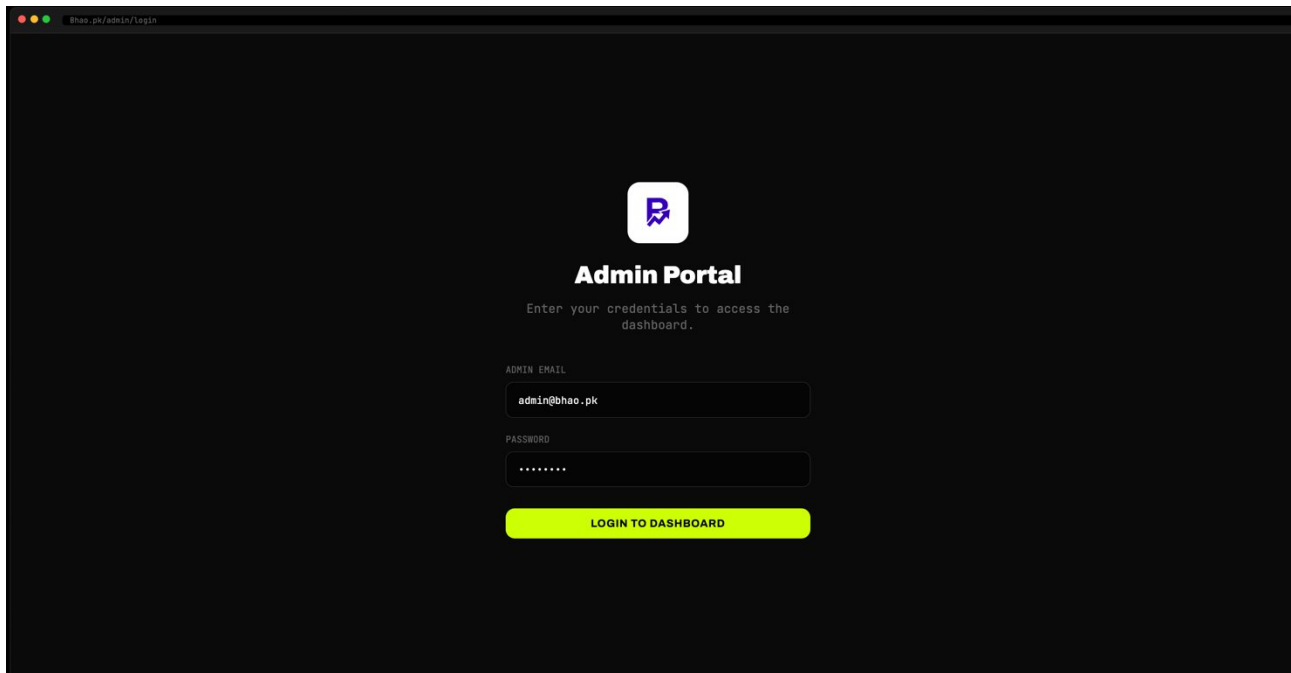 Bhao.pk/admin/login
Admin Portal
Enter your credentials to access the
dashboard.
ADMIN EMAIL
admin@bhao.pk
PASSWORD
••••••••
LOGIN TO DASHBOARD